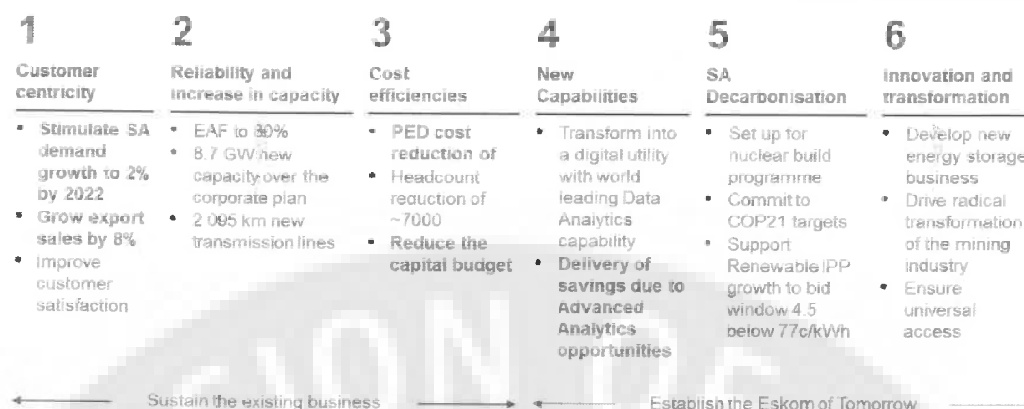 1
Customer
centricity
• Stimulate SA
demand
growth to 2%
by 2022
• Grow export
sales by 8%
• Improve
customer
satisfaction
2
Reliability and
increase in capacity
• EAF to 80%
• 8.7 GW new
capacity over the
corporate plan
• 2 095 km new
transmission lines
3
Cost
efficiencies
• PED cost
reduction of
• Headcount
reduction of
~7000
• Reduce the
capital budget
4
New
Capabilities
• Transform into
a digital utility
with world
leading Data
Analytics
capability
• Delivery of
savings due to
Advanced
Analytics
opportunities
5
SA
Decarbonisation
• Set up for
nuclear build
programme
• Commit to
COP21 targets
• Support
Renewable IPP
growth to bid
window 4.5
below 77c/kWh
6
Innovation and
transformation
• Develop new
energy storage
business
• Drive radical
transformation
of the mining
industry
• Ensure
universal
access
Sustain the existing business
Establish the Eskom of Tomorrow